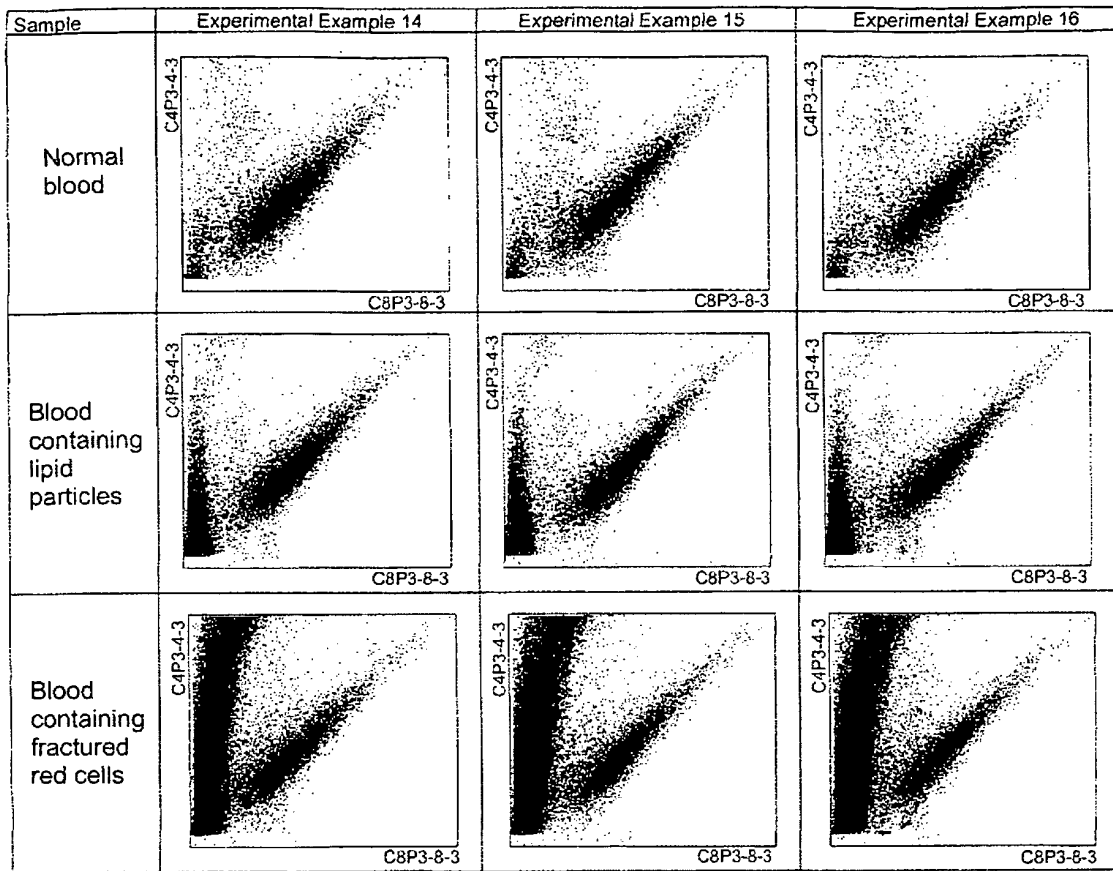 Sample
Experimental Example 14
Experimental Example 15
Experimental Example 16
Normal
blood
C4P3-4-3
C8P3-8-3
C4P3-4-3
C8P3-8-3
C4P3-4-3
C8P3-8-3
Blood
containing
lipid
particles
C4P3-4-3
C8P3-8-3
C4P3-4-3
C8P3-8-3
C4P3-4-3
C8P3-8-3
Blood
containing
fractured
red cells
C4P3-4-3
C8P3-8-3
C4P3-4-3
C8P3-8-3
C4P3-4-3
C8P3-8-3